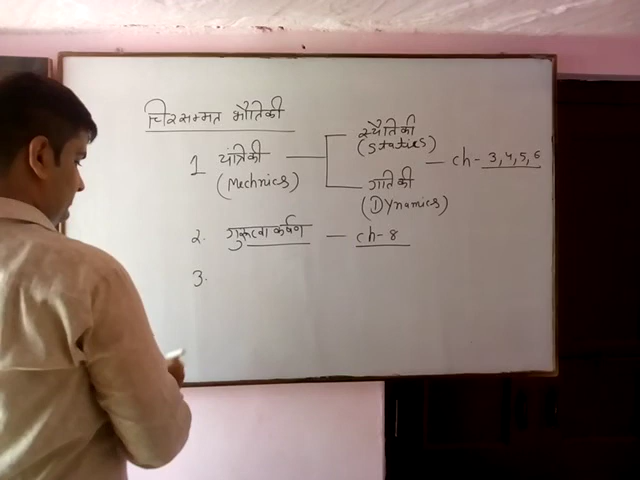 चिरसम्मत भौतिकी
1 यंत्रिकी
(Mechnics)
स्थैतिकी
(Statics)
गतिकी
(Dynamics)
— ch- 3, 4, 5, 6
2. गुरूत्वाकर्षण — ch- 8
3.